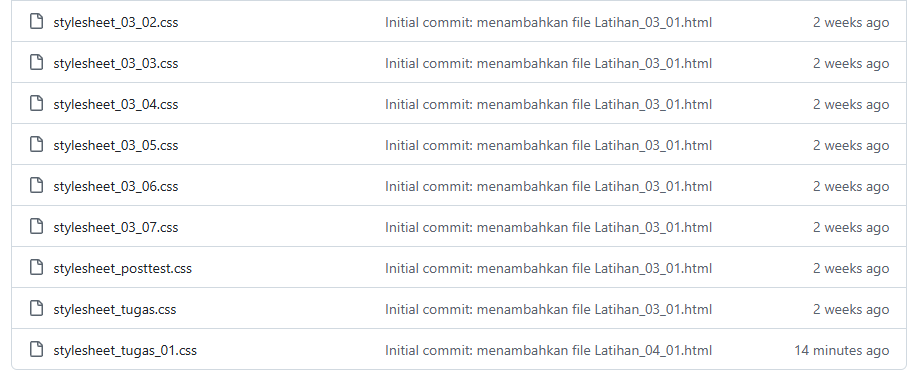 stylesheet_03_02.css Initial commit: menambahkan file Latihan_03_01.html 2 weeks ago
stylesheet_03_03.css Initial commit: menambahkan file Latihan_03_01.html 2 weeks ago
stylesheet_03_04.css Initial commit: menambahkan file Latihan_03_01.html 2 weeks ago
stylesheet_03_05.css Initial commit: menambahkan file Latihan_03_01.html 2 weeks ago
stylesheet_03_06.css Initial commit: menambahkan file Latihan_03_01.html 2 weeks ago
stylesheet_03_07.css Initial commit: menambahkan file Latihan_03_01.html 2 weeks ago
stylesheet_posttest.css Initial commit: menambahkan file Latihan_03_01.html 2 weeks ago
stylesheet_tugas.css Initial commit: menambahkan file Latihan_03_01.html 2 weeks ago
stylesheet_tugas_01.css Initial commit: menambahkan file Latihan_04_01.html 14 minutes ago